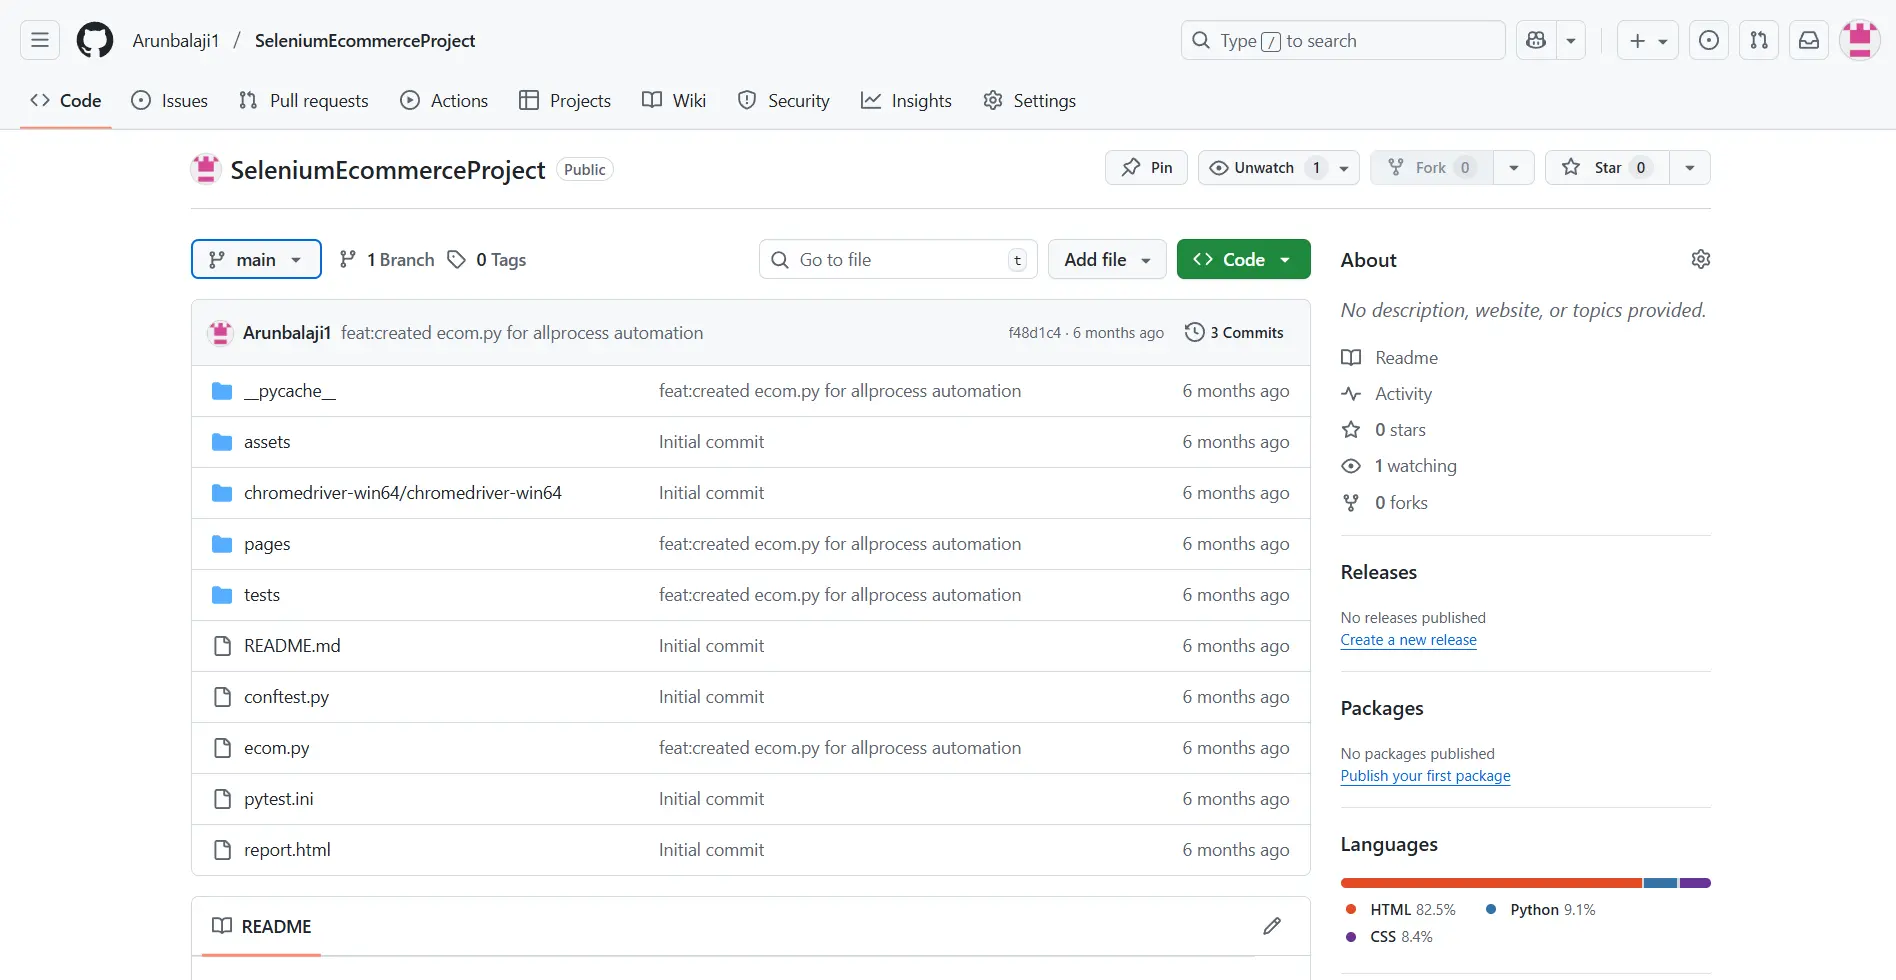 Arunbalaji1 / SeleniumEcommerceProject
Type / to search
Code Issues Pull requests Actions Projects Wiki Security Insights Settings
SeleniumEcommerceProject Public
Pin Unwatch 1 Fork 0 Star 0
main 1 Branch 0 Tags Go to file t Add file Code
Arunbalaji1 feat:created ecom.py for allprocess automation f48d1c4 · 6 months ago 3 Commits
__pycache__ feat:created ecom.py for allprocess automation 6 months ago
assets Initial commit 6 months ago
chromedriver-win64/chromedriver-win64 Initial commit 6 months ago
pages feat:created ecom.py for allprocess automation 6 months ago
tests feat:created ecom.py for allprocess automation 6 months ago
README.md Initial commit 6 months ago
conftest.py Initial commit 6 months ago
ecom.py feat:created ecom.py for allprocess automation 6 months ago
pytest.ini Initial commit 6 months ago
report.html Initial commit 6 months ago
README
About
No description, website, or topics provided.
Readme
Activity
0 stars
1 watching
0 forks
Releases
No releases published
Create a new release
Packages
No packages published
Publish your first package
Languages
HTML 82.5% Python 9.1%
CSS 8.4%